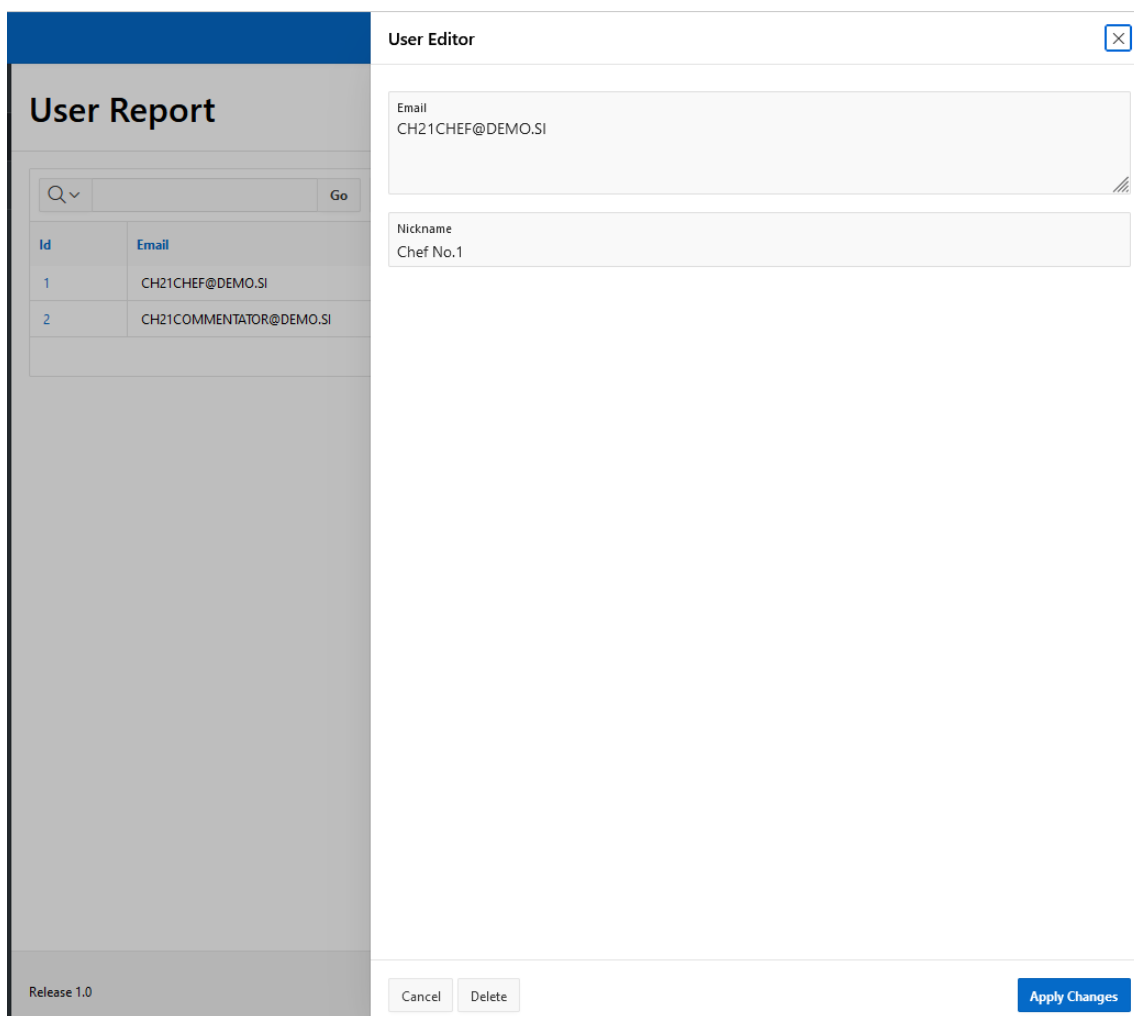 User Report
Go
Id Email
1 CH21CHEF@DEMO.SI
2 CH21COMMENTATOR@DEMO.SI
Release 1.0
User Editor
Email
CH21CHEF@DEMO.SI
Nickname
Chef No.1
Cancel Delete Apply Changes